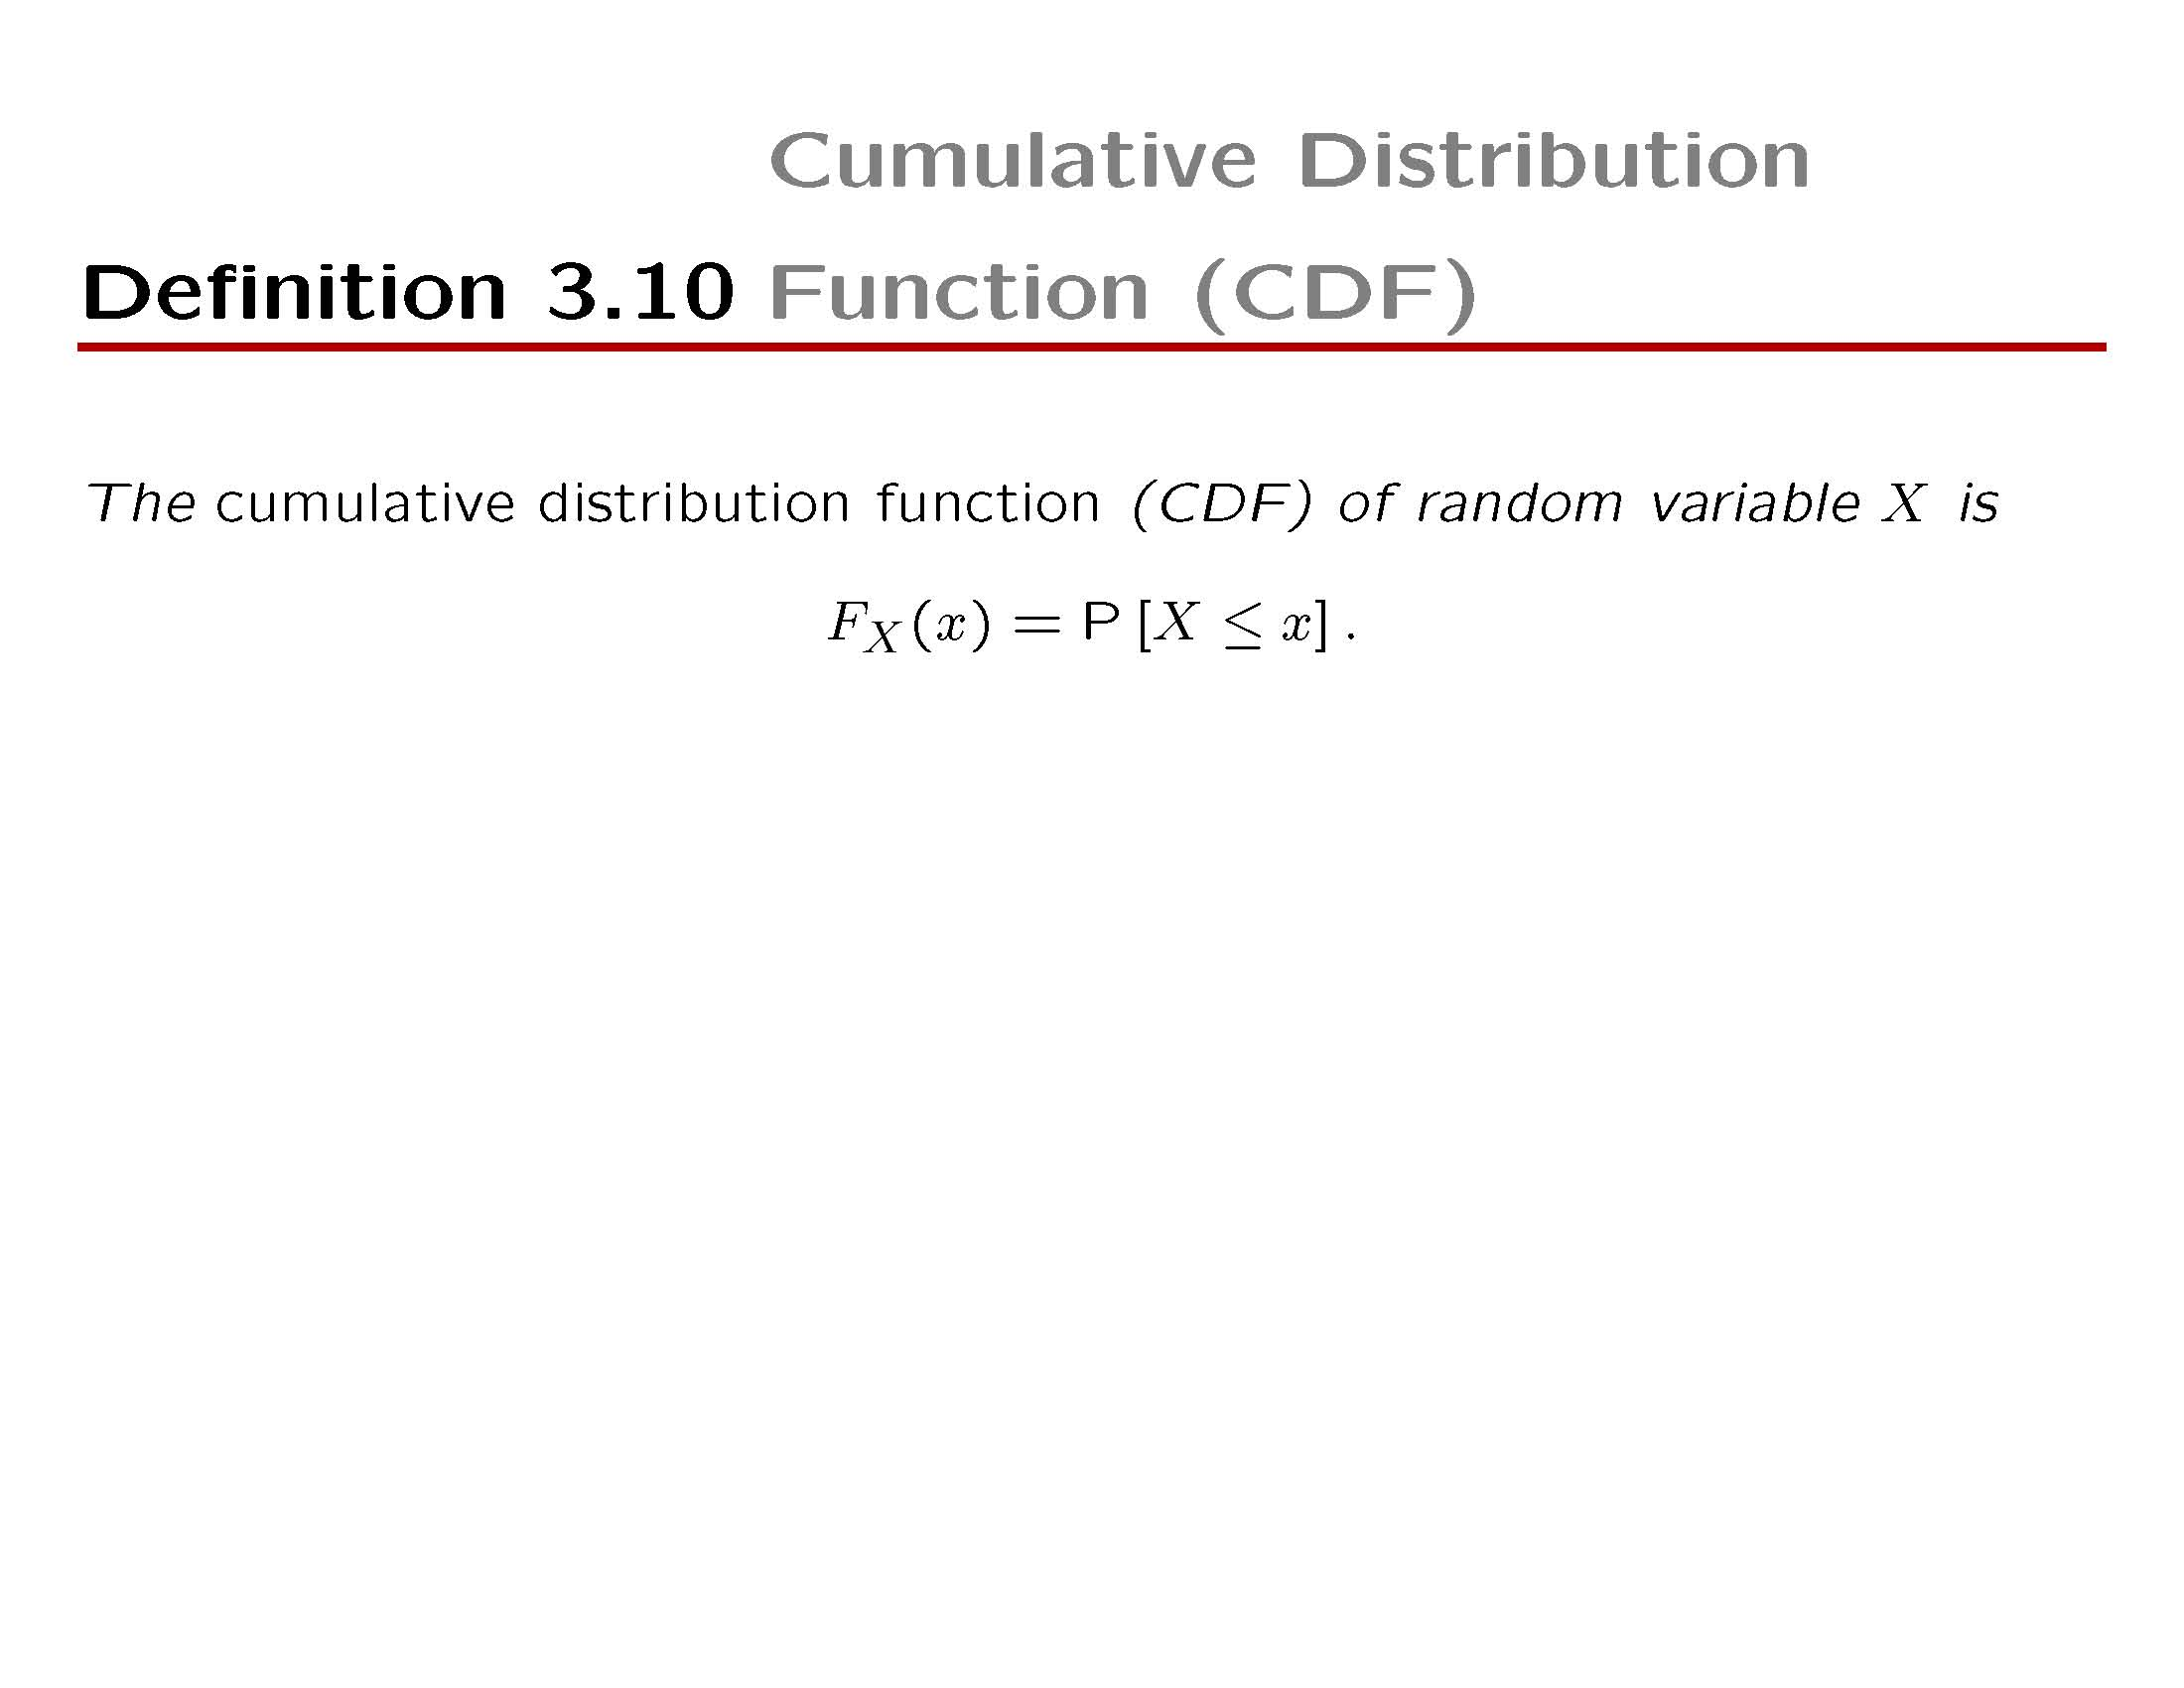 Cumulative Distribution
Definition 3.10 Function (CDF)
The cumulative distribution function (CDF) of random variable X is
F_X(x) = P [X ≤ x] .